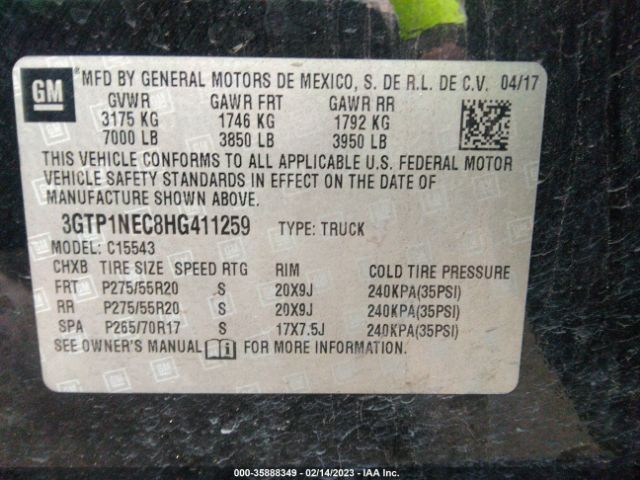 GM ®MFD BY GENERAL MOTORS DE MEXICO, S. DE R.L. DE C.V. 04/17
GVWR GAWR FRT GAWR RR
3175 KG 1746 KG 1792 KG
7000 LB 3850 LB 3950 LB
THIS VEHICLE CONFORMS TO ALL APPLICABLE U.S. FEDERAL MOTOR
VEHICLE SAFETY STANDARDS IN EFFECT ON THE DATE OF
MANUFACTURE SHOWN ABOVE.
3GTP1NEC8HG411259 TYPE: TRUCK
MODEL: C15543
CHXB TIRE SIZE SPEED RTG RIM COLD TIRE PRESSURE
FRT P275/55R20 S 20X9J 240KPA(35PSI)
RR P275/55R20 S 20X9J 240KPA(35PSI)
SPA P265/70R17 S 17X7.5J 240KPA(35PSI)
SEE OWNER'S MANUAL FOR MORE INFORMATION.
000-35888349 - 02/14/2023 - IAA Inc.